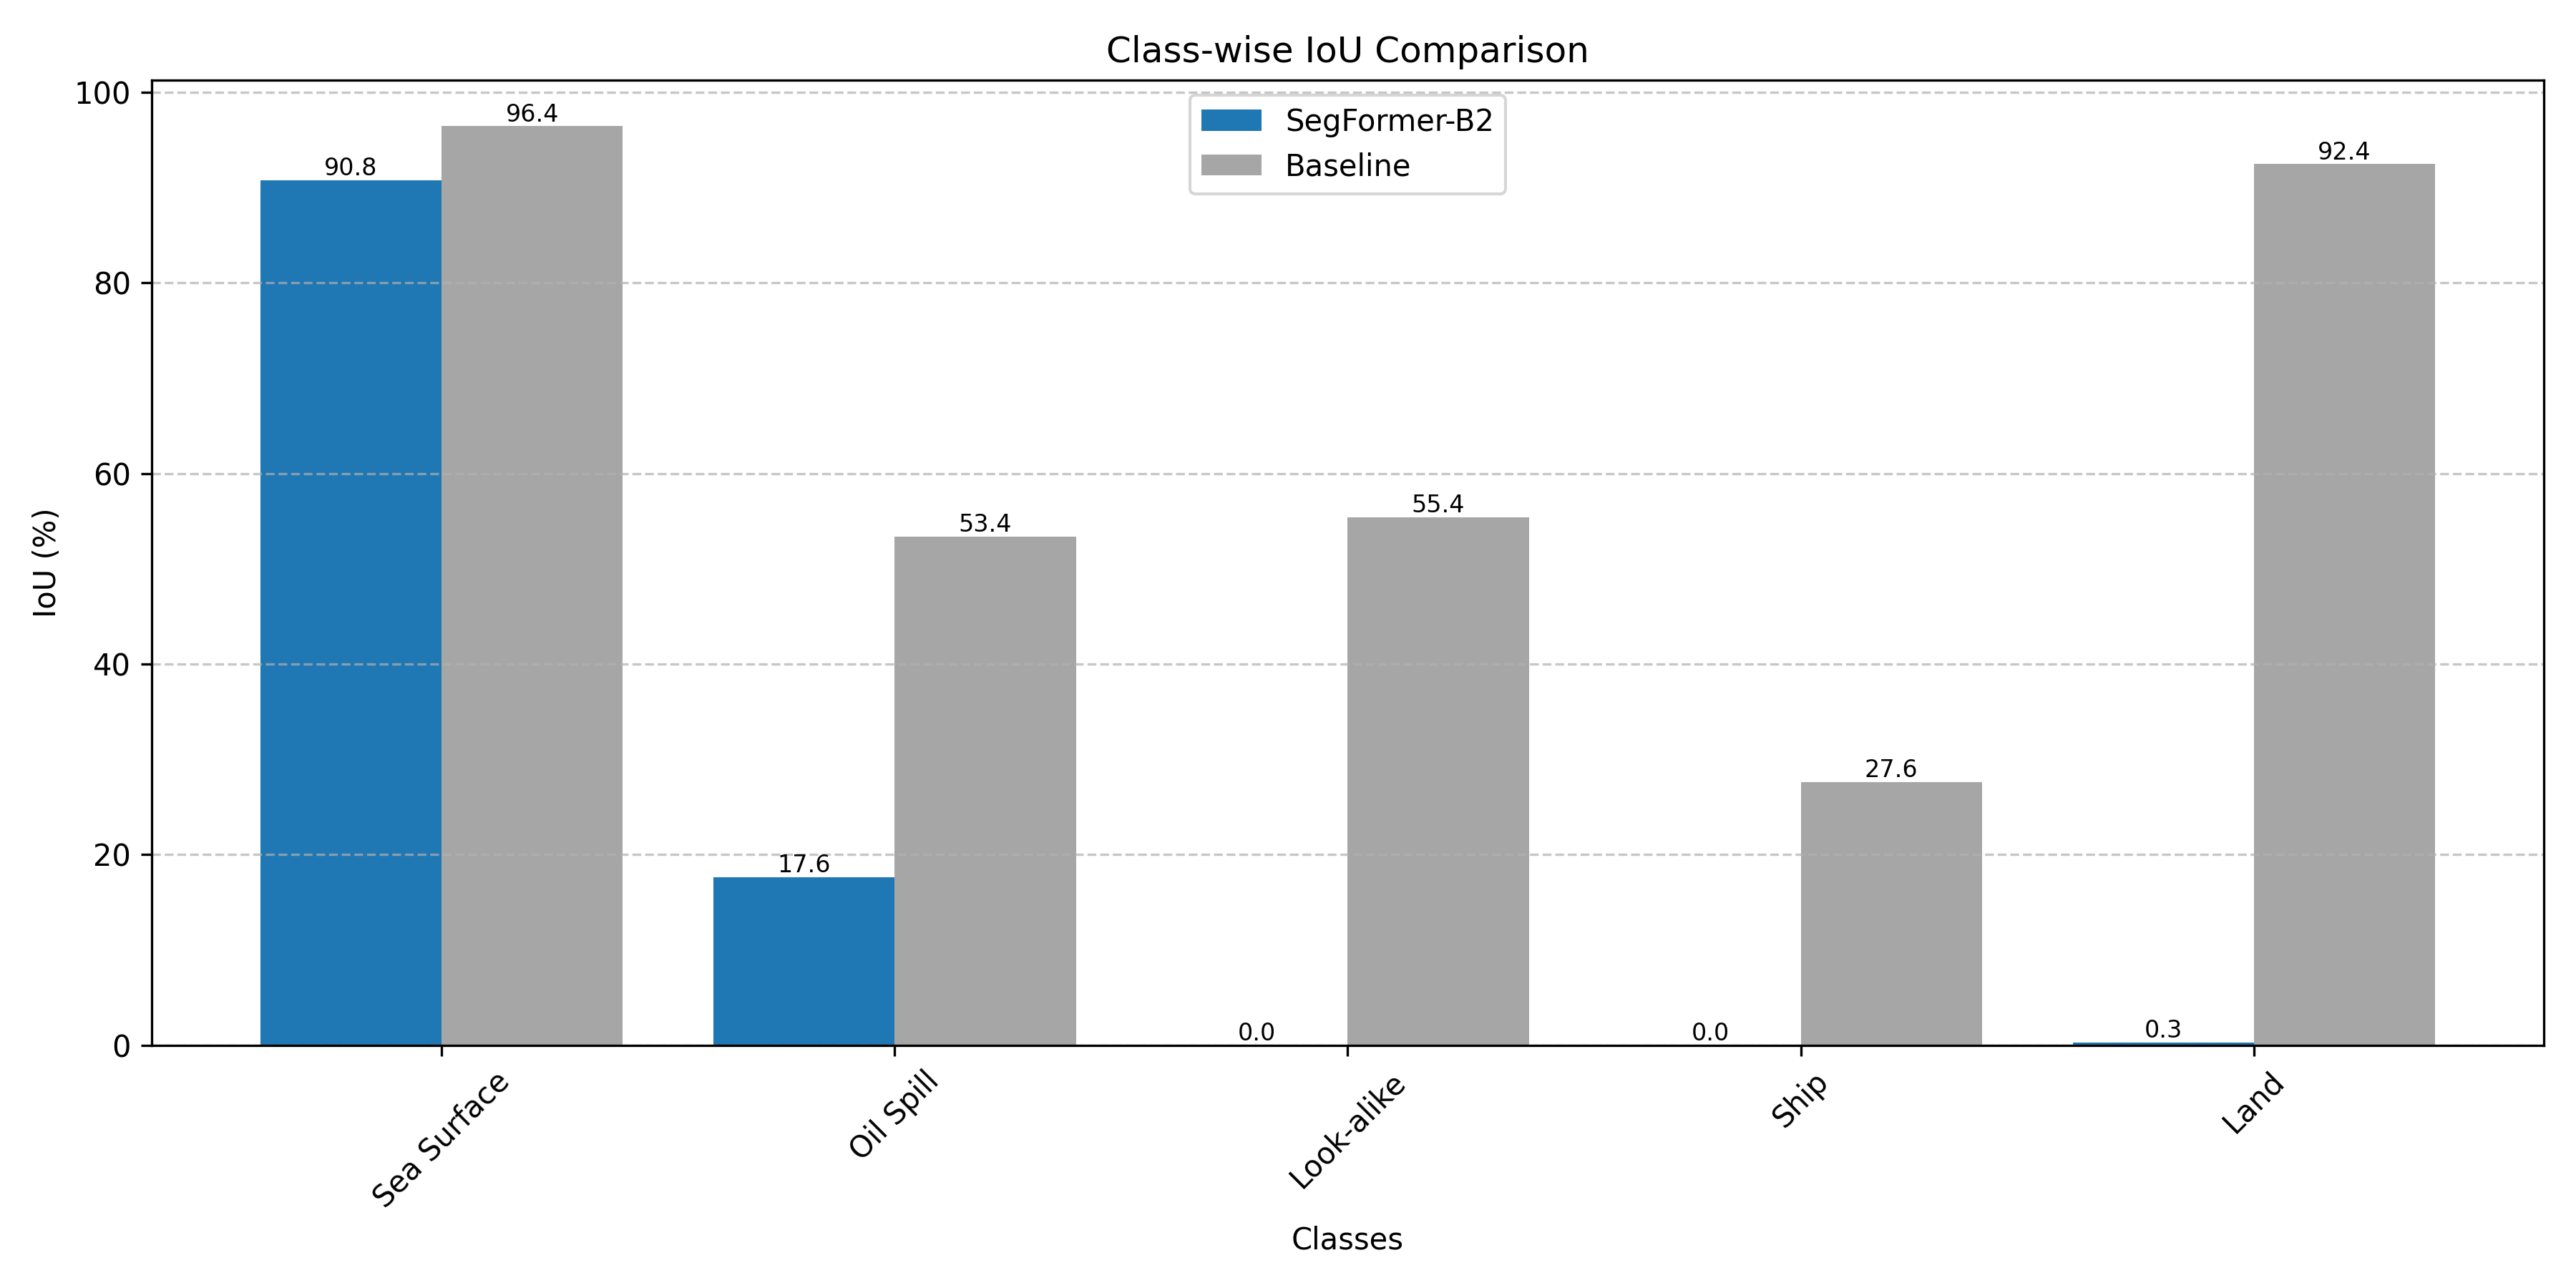 Class-wise IoU Comparison
SegFormer-B2
Baseline
IoU (%)
100
80
60
40
20
0
90.8
96.4
17.6
53.4
0.0
55.4
0.0
27.6
0.3
92.4
Sea Surface
Oil Spill
Look-alike
Ship
Land
Classes